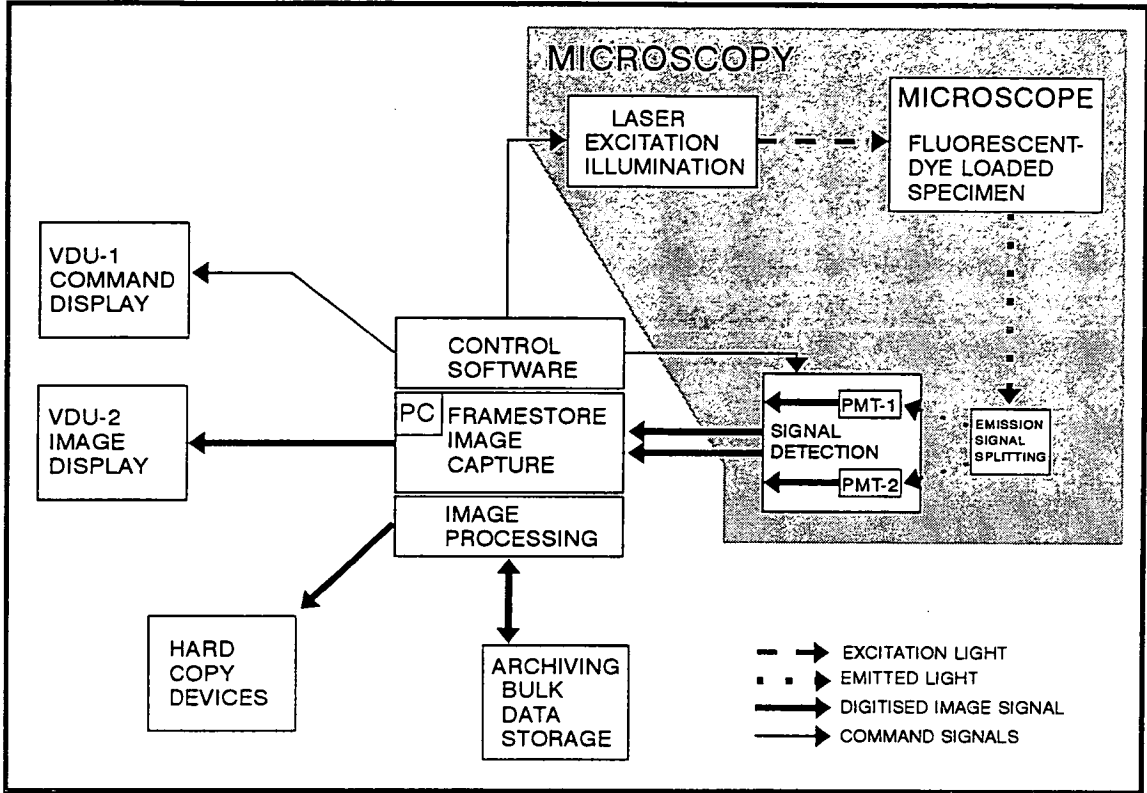 MICROSCOPY
LASER
EXCITATION
ILLUMINATION
MICROSCOPE
FLUORESCENT-
DYE LOADED
SPECIMEN
VDU-1
COMMAND
DISPLAY
CONTROL
SOFTWARE
VDU-2
IMAGE
DISPLAY
PC
FRAMESTORE
IMAGE
CAPTURE
PMT-1
SIGNAL
DETECTION
PMT-2
EMISSION
SIGNAL
SPLITTING
IMAGE
PROCESSING
HARD
COPY
DEVICES
ARCHIVING
BULK
DATA
STORAGE
EXCITATION LIGHT
EMITTED LIGHT
DIGITISED IMAGE SIGNAL
COMMAND SIGNALS